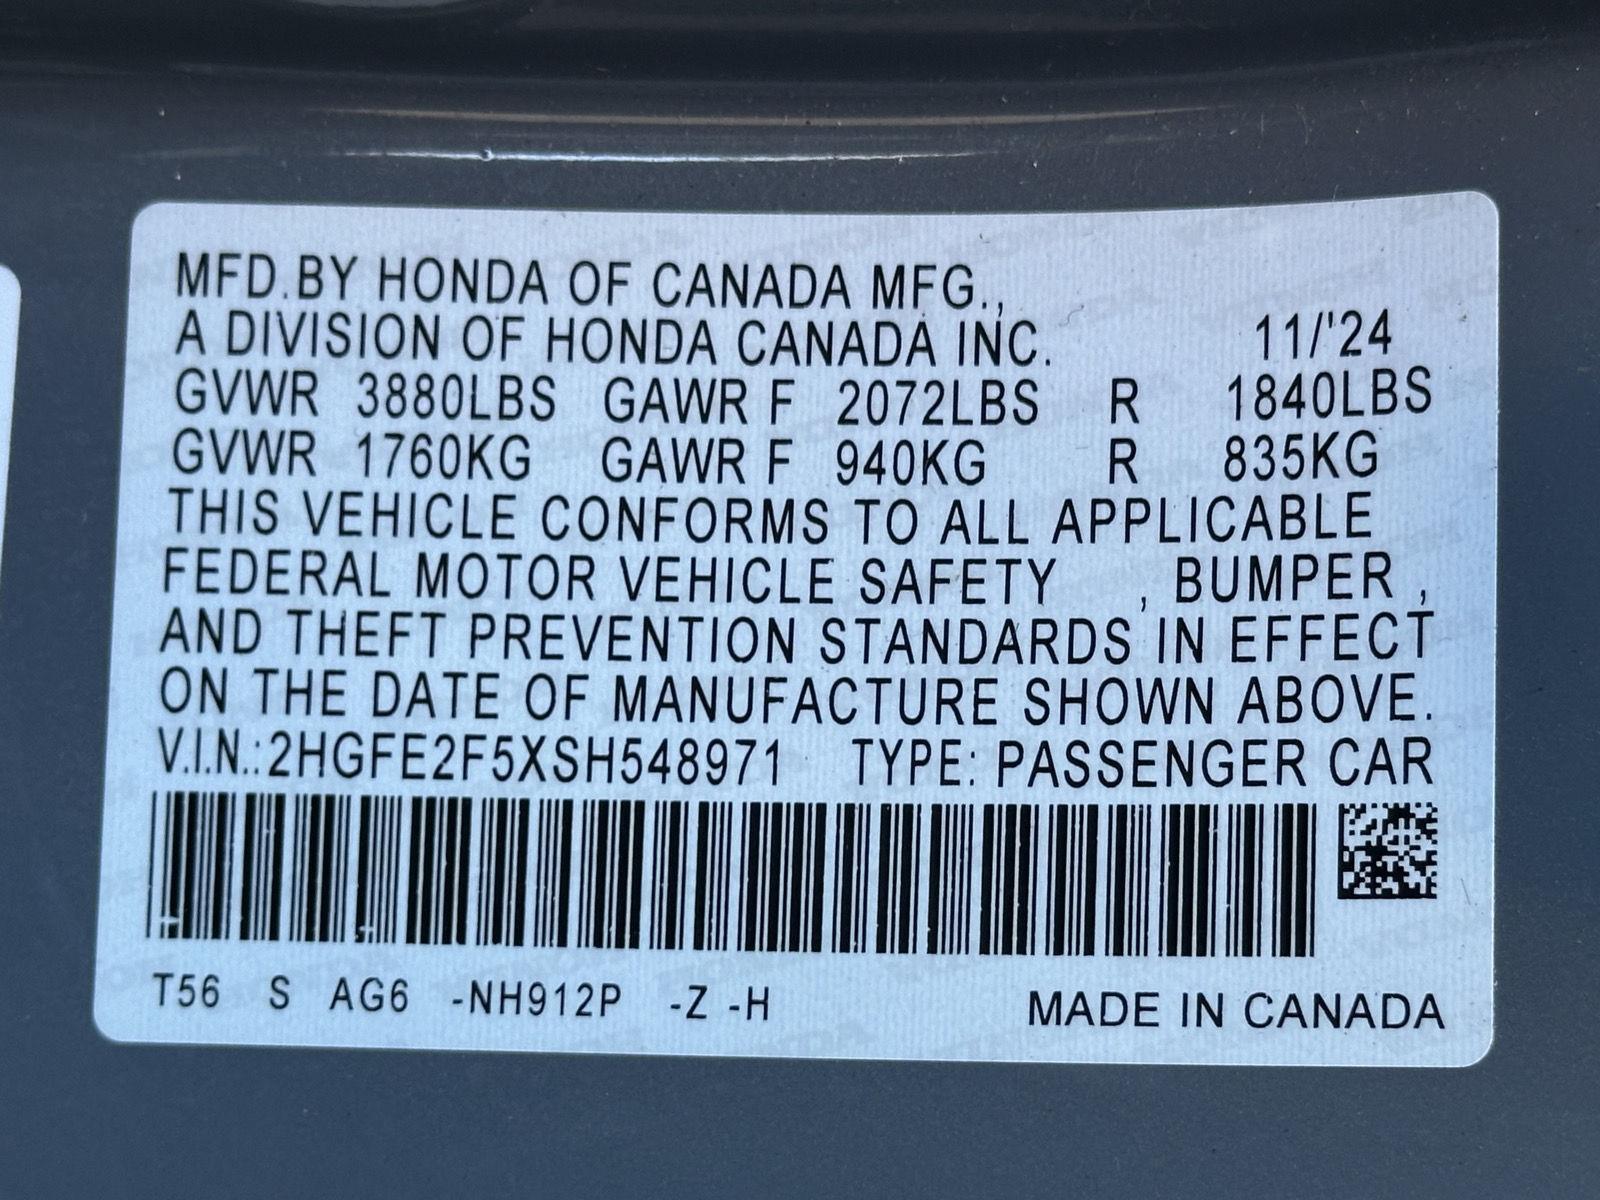 MFD.BY HONDA OF CANADA MFG.,
A DIVISION OF HONDA CANADA INC. 11/'24
GVWR 3880LBS GAWR F 2072LBS R 1840LBS
GVWR 1760KG GAWR F 940KG R 835KG
THIS VEHICLE CONFORMS TO ALL APPLICABLE
FEDERAL MOTOR VEHICLE SAFETY , BUMPER ,
AND THEFT PREVENTION STANDARDS IN EFFECT
ON THE DATE OF MANUFACTURE SHOWN ABOVE.
V.I.N.:2HGFE2F5XSH548971 TYPE: PASSENGER CAR
T56 S AG6 -NH912P -Z -H MADE IN CANADA